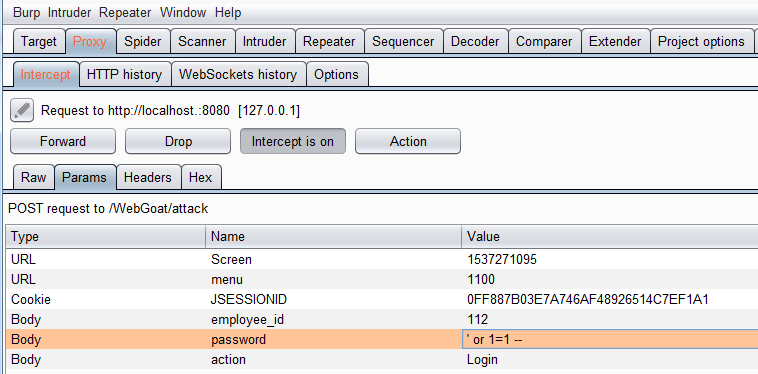 Burp Intruder Repeater Window Help
Target Proxy Spider Scanner Intruder Repeater Sequencer Decoder Comparer Extender Project options
Intercept HTTP history WebSockets history Options
Request to http://localhost.:8080 [127.0.0.1]
Forward Drop Intercept is on Action
Raw Params Headers Hex
POST request to /WebGoat/attack
Type Name Value
URL Screen 1537271095
URL menu 1100
Cookie JSESSIONID 0FF887B03E7A746AF48926514C7EF1A1
Body employee_id 112
Body password ' or 1=1 --
Body action Login